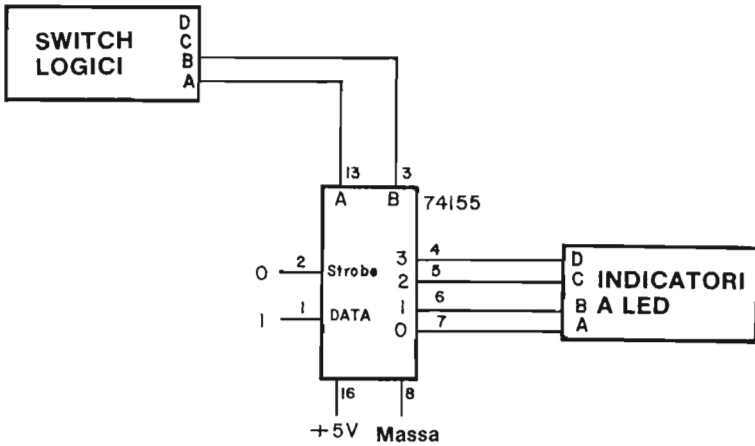 SWITCH
LOGICI
D
C
B
A
13
3
A
B
74155
0
2
Strobe
1
1
DATA
3
4
2
5
1
6
0
7
D
C
B
A
INDICATORI
A LED
16
8
+5V
Massa